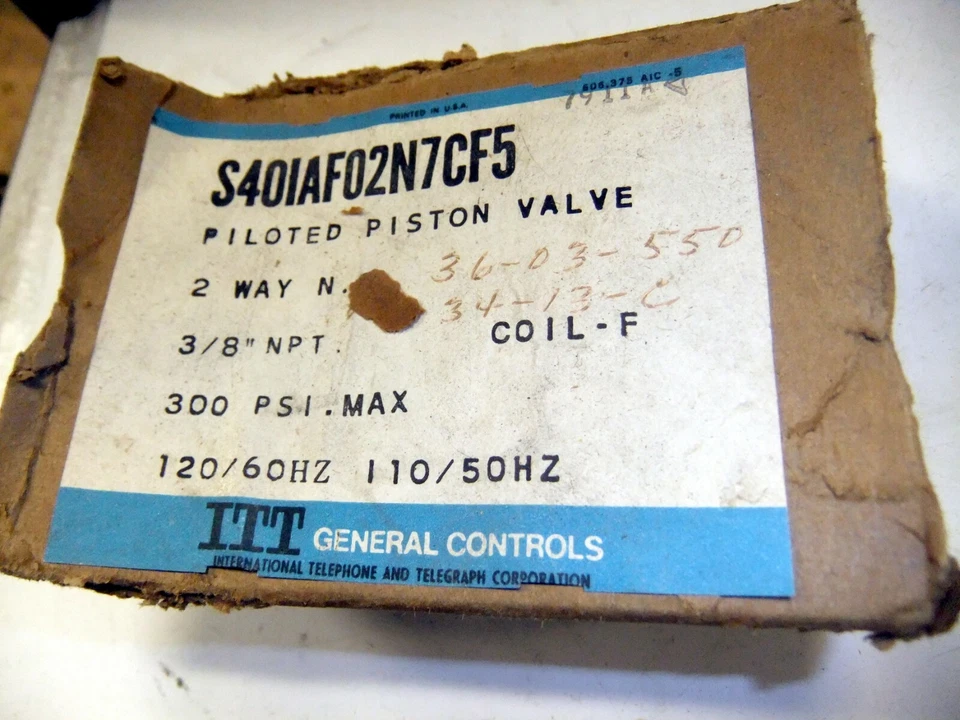 PRINTED IN U.S.A.
S401AF02N7CF5
PILOTED PISTON VALVE
36-03-550
2 WAY N.
34-13-C
COIL-F
3/8" NPT.
300 PSI.MAX
120/60HZ 110/50HZ
ITT GENERAL CONTROLS
INTERNATIONAL TELEPHONE AND TELEGRAPH CORPORATION